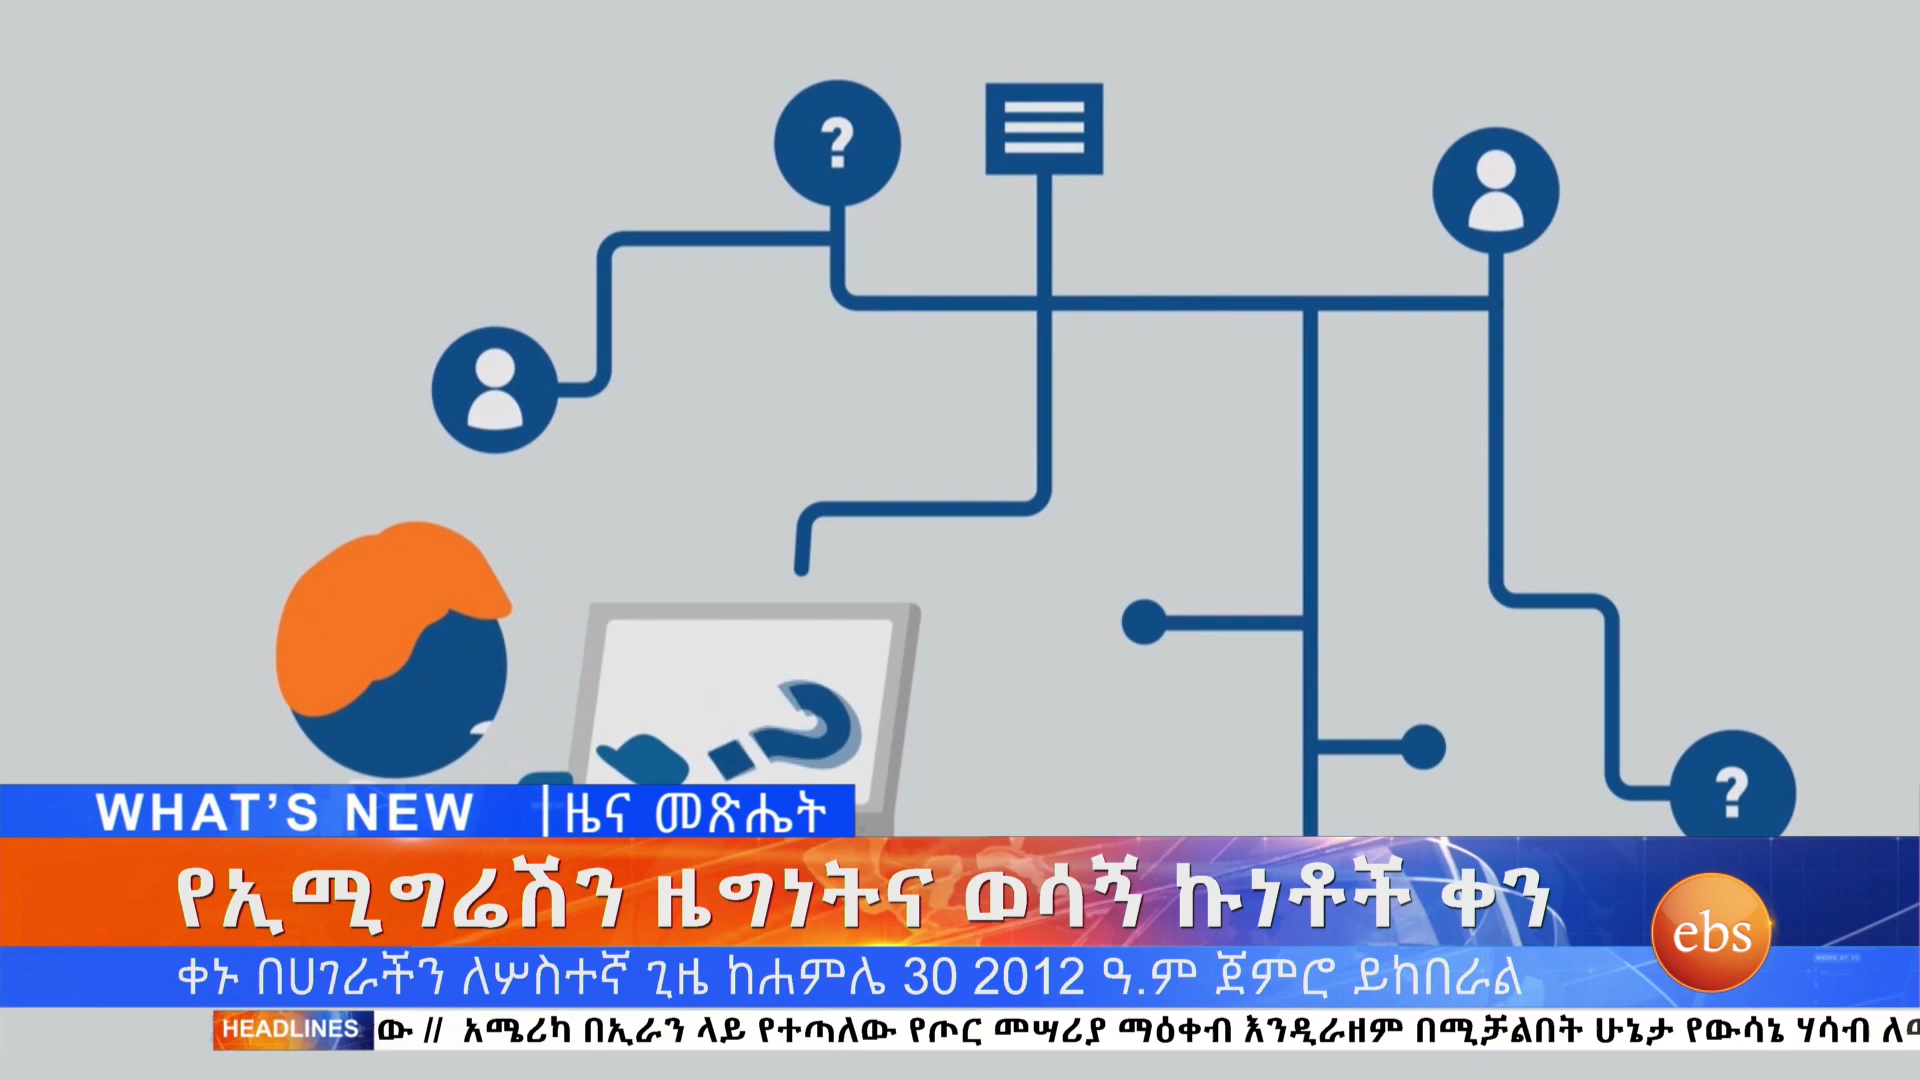 ?
?
?
?
WHAT'S NEW |ዜና መጽሔት
የኢሚግሬሽን ዜግነትና ወሳኝ ኩነቶች ቀን
ebs
ቀኑ በሀገራችን ለሦስተኛ ጊዜ ከሐምሌ 30 2012 ዓ.ም ጀምሮ ይከበራል
HEADLINES ው // አሜሪካ በኢራን ላይ የተጣለው የጦር መሣሪያ ማዕቀብ እንዲራዘም በሚቻልበት ሁኔታ የውሳኔ ሃሳብ